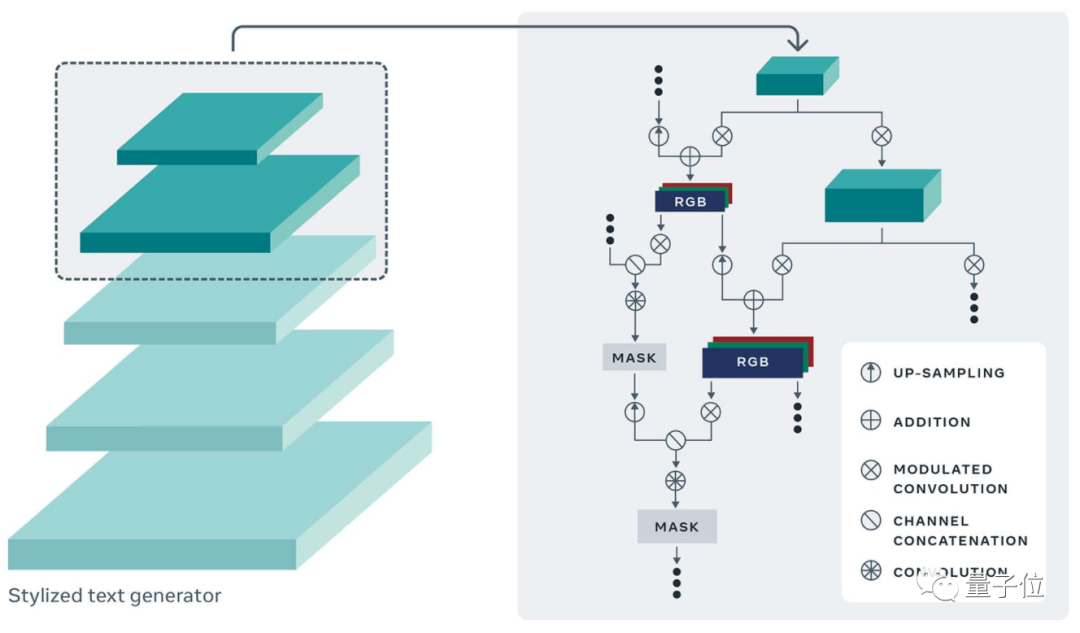 RGB
MASK
RGB
MASK
UP-SAMPLING
ADDITION
MODULATED
CONVOLUTION
CHANNEL
CONCATENATION
CONVOLUTION
量子位
Stylized text generator